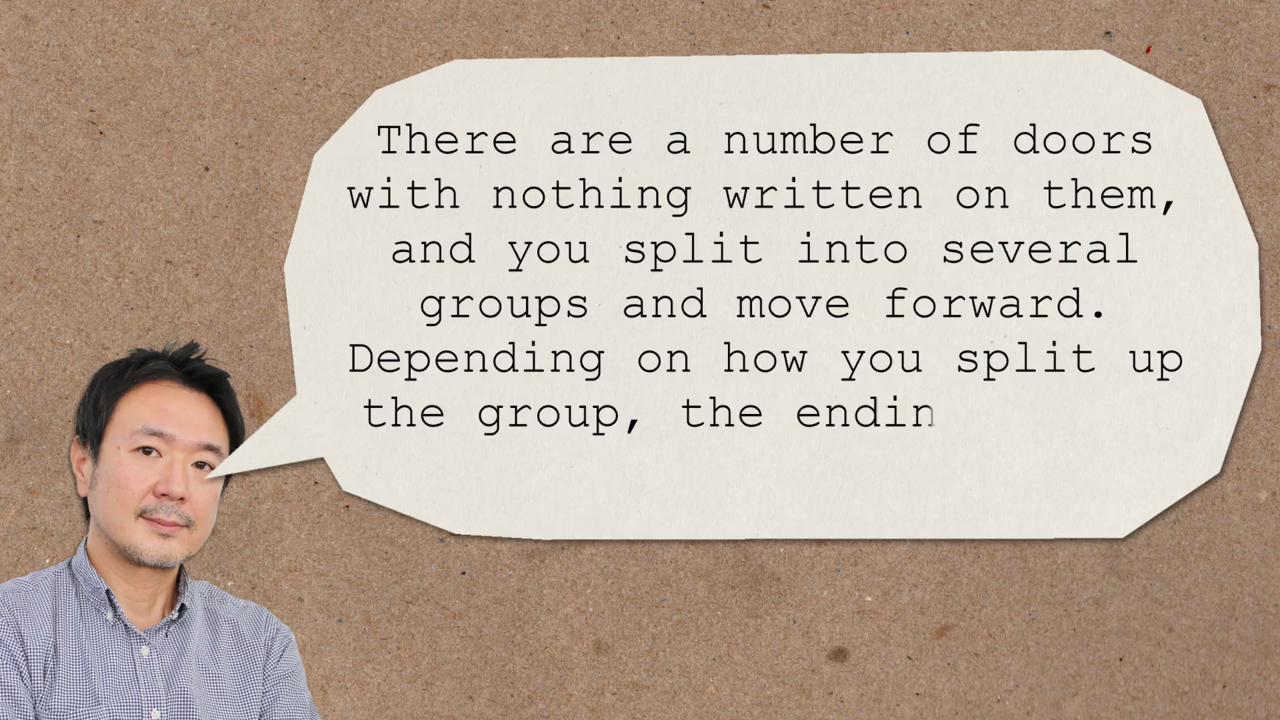 There are a number of doors
with nothing written on them,
and you split into several
groups and move forward.
Depending on how you split up
the group, the endin